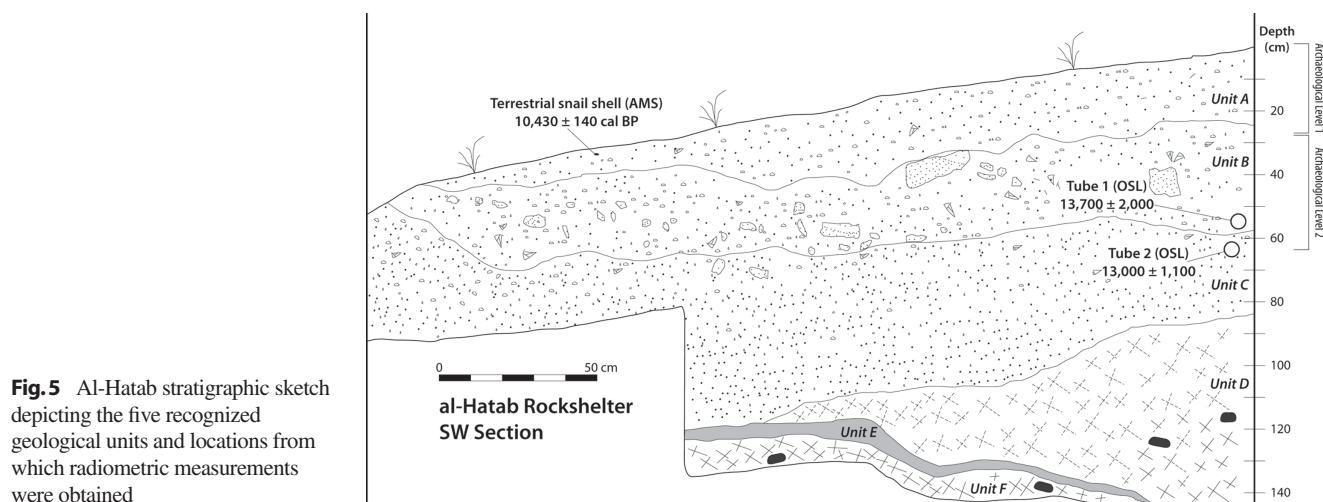 Depth
(cm)
Archaeological Level 1
Unit A
20
Terrestrial snail shell (AMS)
10,430 ± 140 cal BP
Archaeological Level 2
Unit B
40
Tube 1 (OSL)
13,700 ± 2,000
60
Tube 2 (OSL)
13,000 ± 1,100
Unit C
80
0 50 cm
al-Hatab Rockshelter
SW Section
100
Unit D
120
Unit E
Unit F
140
Fig. 5 Al-Hatab stratigraphic sketch
depicting the five recognized
geological units and locations from
which radiometric measurements
were obtained